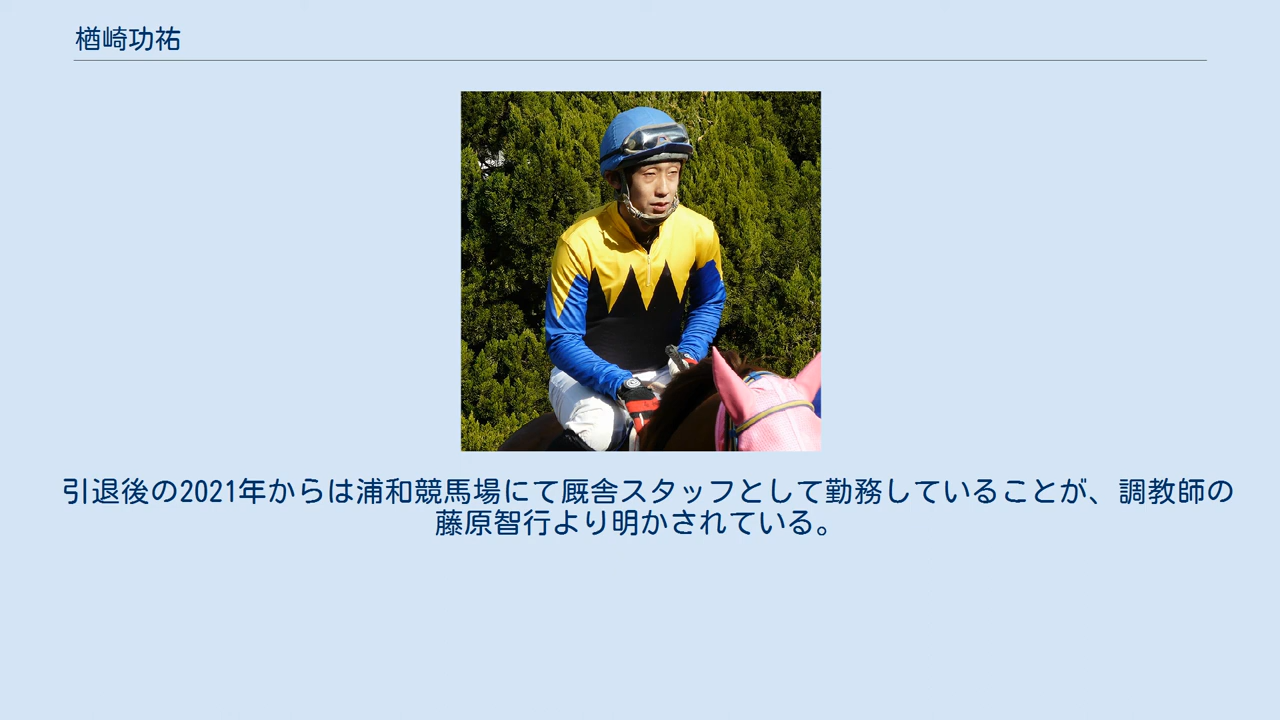 楢崎功祐
引退後の2021年からは浦和競馬場にて厩舎スタッフとして勤務していることが、調教師の
藤原智行より明かされている。